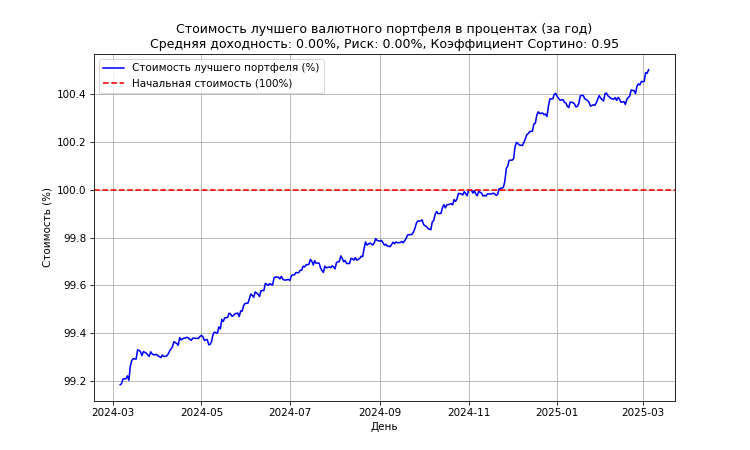 Стоимость лучшего валютного портфеля в процентах (за год)
Средняя доходность: 0.00%, Риск: 0.00%, Коэффициент Сортино: 0.95
Стоимость лучшего портфеля (%)
Начальная стоимость (100%)
Стоимость (%)
100.4
100.2
100.0
99.8
99.6
99.4
99.2
2024-03
2024-05
2024-07
2024-09
2024-11
2025-01
2025-03
День